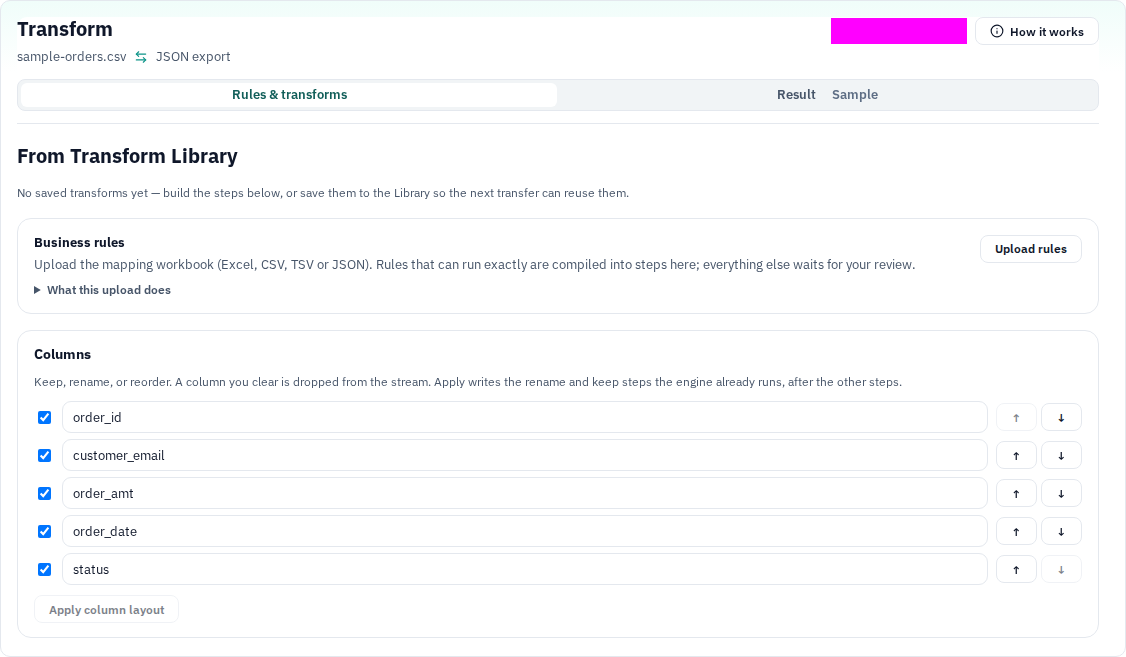 Transform
How it works
sample-orders.csv ⇆ JSON export
Rules & transforms
Result Sample
From Transform Library
No saved transforms yet — build the steps below, or save them to the Library so the next transfer can reuse them.
Business rules
Upload rules
Upload the mapping workbook (Excel, CSV, TSV or JSON). Rules that can run exactly are compiled into steps here; everything else waits for your review.
What this upload does
Columns
Keep, rename, or reorder. A column you clear is dropped from the stream. Apply writes the rename and keep steps the engine already runs, after the other steps.
order_id ↑ ↓
customer_email ↑ ↓
order_amt ↑ ↓
order_date ↑ ↓
status ↑ ↓
Apply column layout